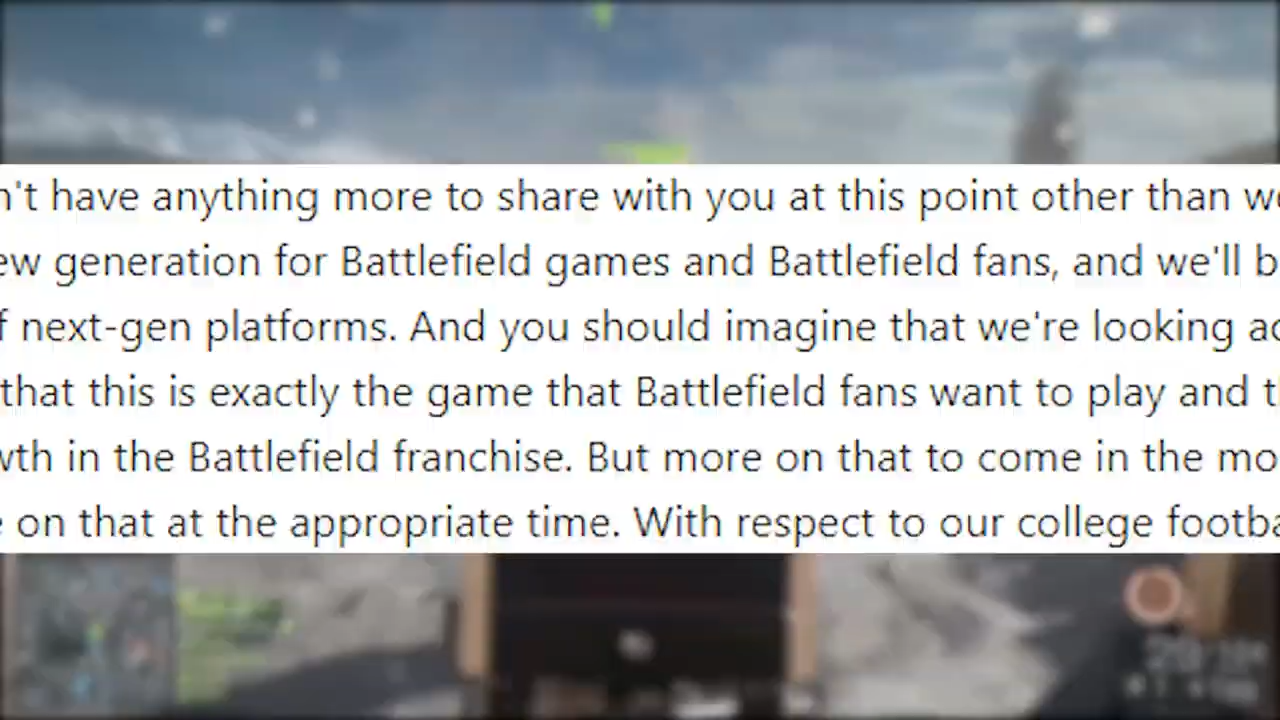 n't have anything more to share with you at this point other than we
ew generation for Battlefield games and Battlefield fans, and we'll b
f next-gen platforms. And you should imagine that we're looking ac
that this is exactly the game that Battlefield fans want to play and th
wth in the Battlefield franchise. But more on that to come in the mo
e on that at the appropriate time. With respect to our college footba